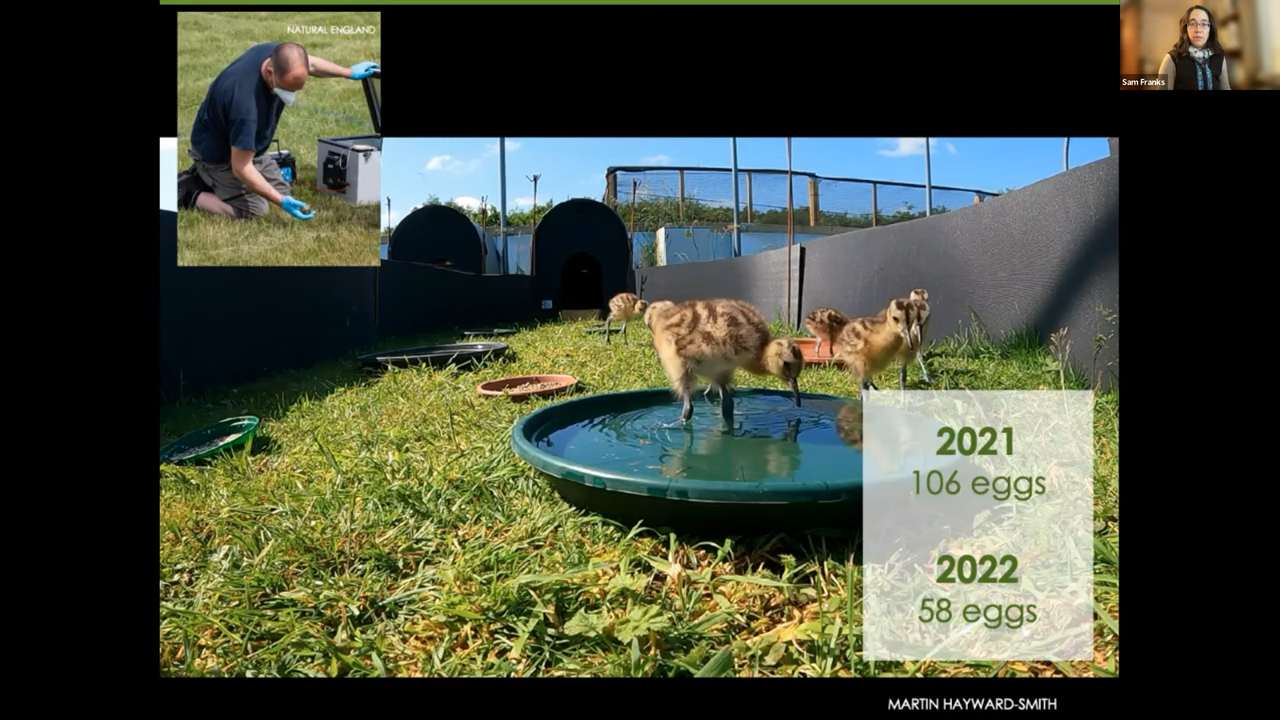 NATURAL ENGLAND
Sam Franks
2021
106 eggs
2022
58 eggs
MARTIN HAYWARD-SMITH